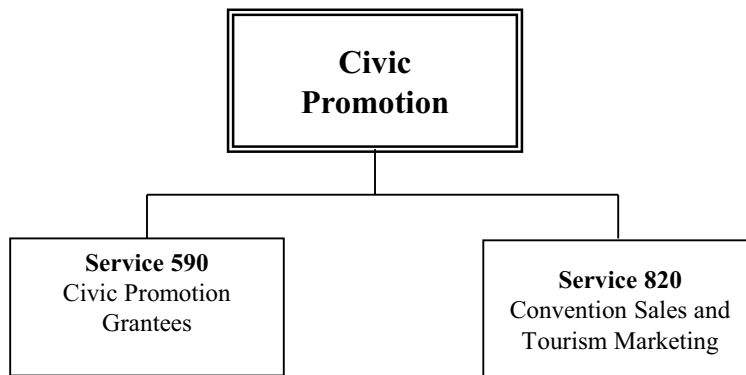 Civic
Promotion
Service 590
Civic Promotion
Grantees
Service 820
Convention Sales and
Tourism Marketing